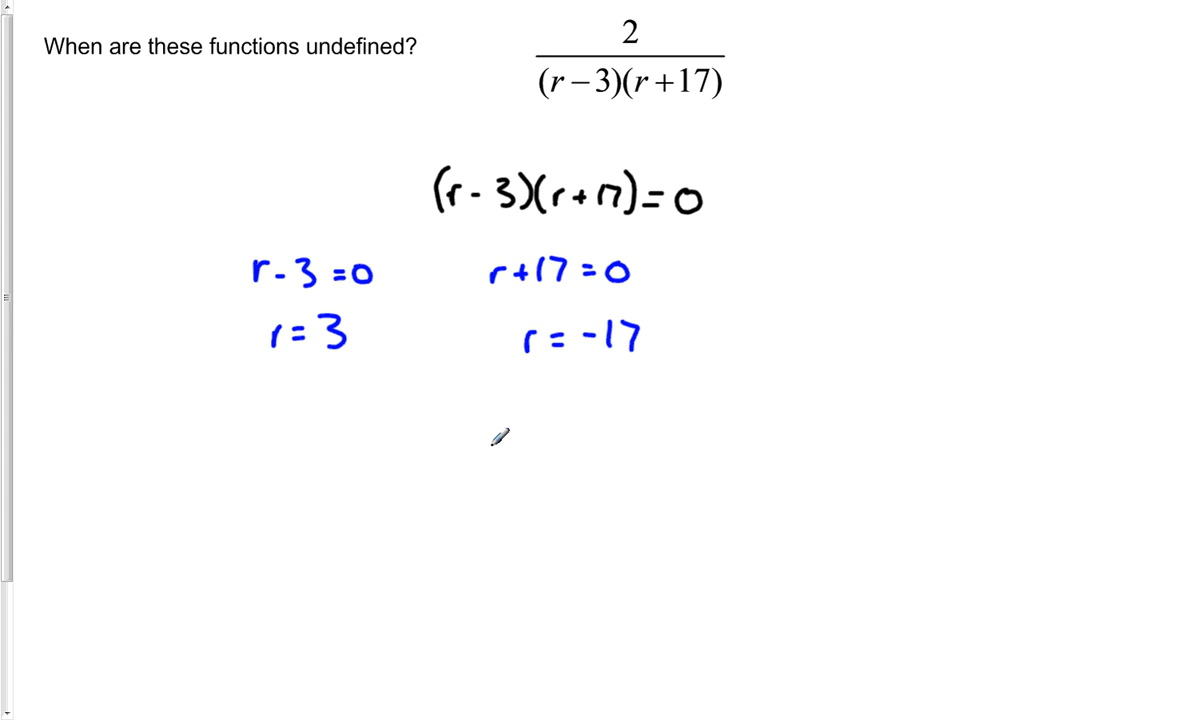 When are these functions undefined?
2
(r−3)(r+17)
(r-3)(r+17)=0
r-3=0 r+17=0
r=3 r=-17